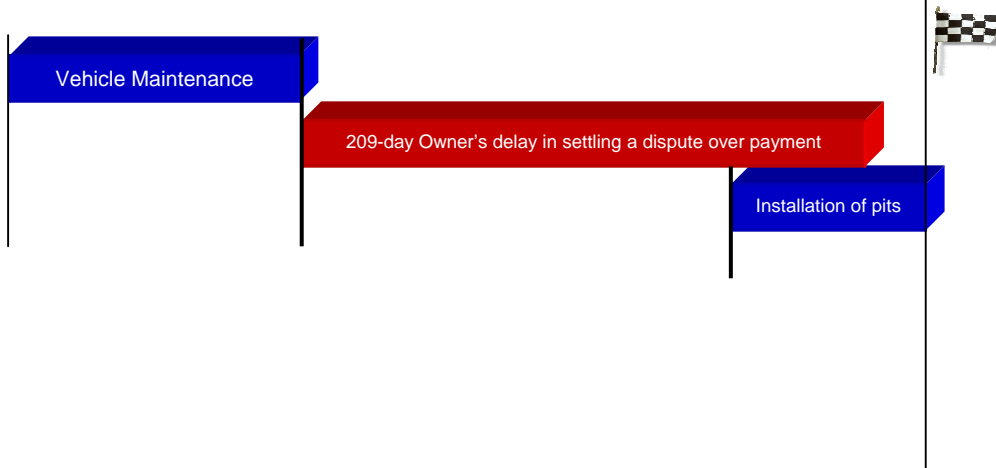 Vehicle Maintenance
209-day Owner’s delay in settling a dispute over payment
Installation of pits